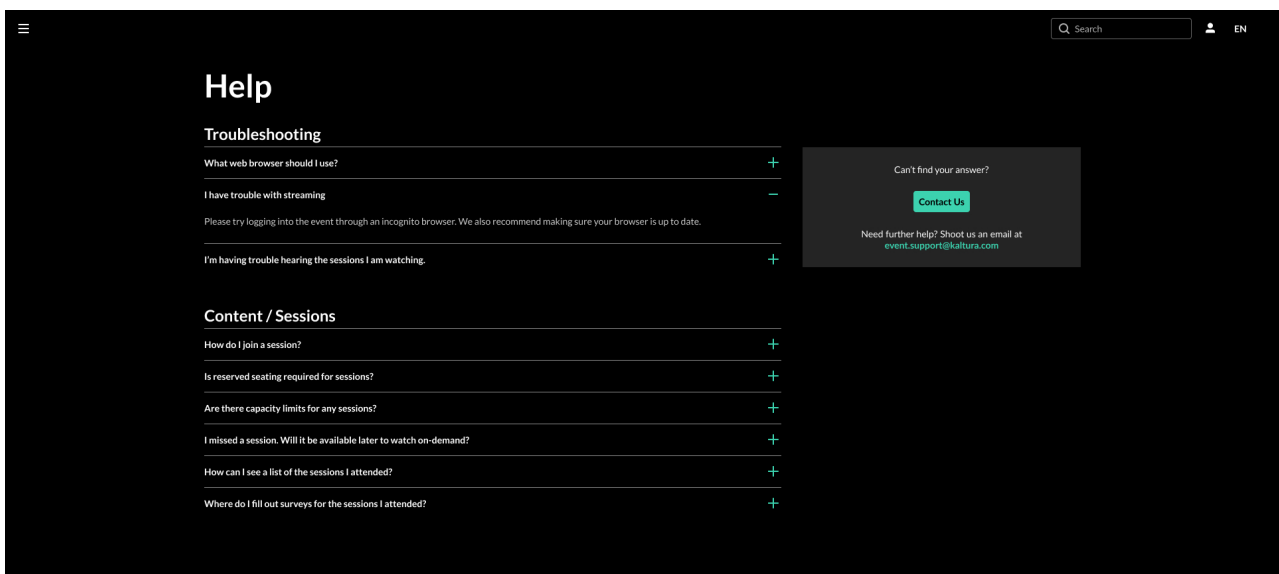 Search
EN
Help
Troubleshooting
What web browser should I use?
I have trouble with streaming
Please try logging into the event through an incognito browser. We also recommend making sure your browser is up to date.
I'm having trouble hearing the sessions I am watching.
Can't find your answer?
Contact Us
Need further help? Shoot us an email at
event.support@kaltura.com
Content / Sessions
How do I join a session?
Is reserved seating required for sessions?
Are there capacity limits for any sessions?
I missed a session. Will it be available later to watch on-demand?
How can I see a list of the sessions I attended?
Where do I fill out surveys for the sessions I attended?